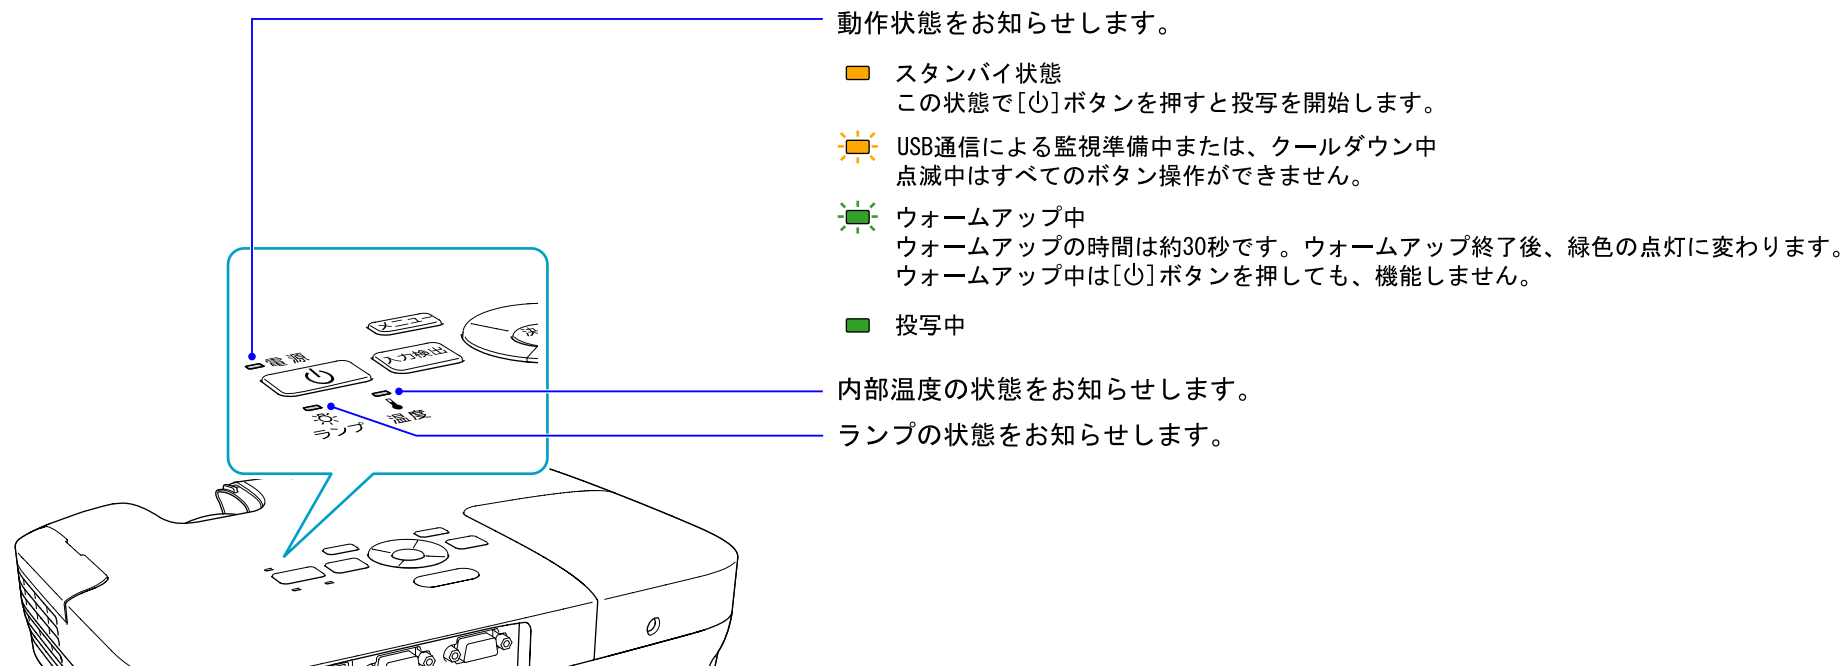 動作状態をお知らせします。
スタンバイ状態
この状態で[⏻]ボタンを押すと投写を開始します。
USB通信による監視準備中または、クールダウン中
点滅中はすべてのボタン操作ができません。
ウォームアップ中
ウォームアップの時間は約30秒です。ウォームアップ終了後、緑色の点灯に変わります。
ウォームアップ中は[⏻]ボタンを押しても、機能しません。
投写中
内部温度の状態をお知らせします。
ランプの状態をお知らせします。
メニュー
電源
入力検出
決
温度
ランプ